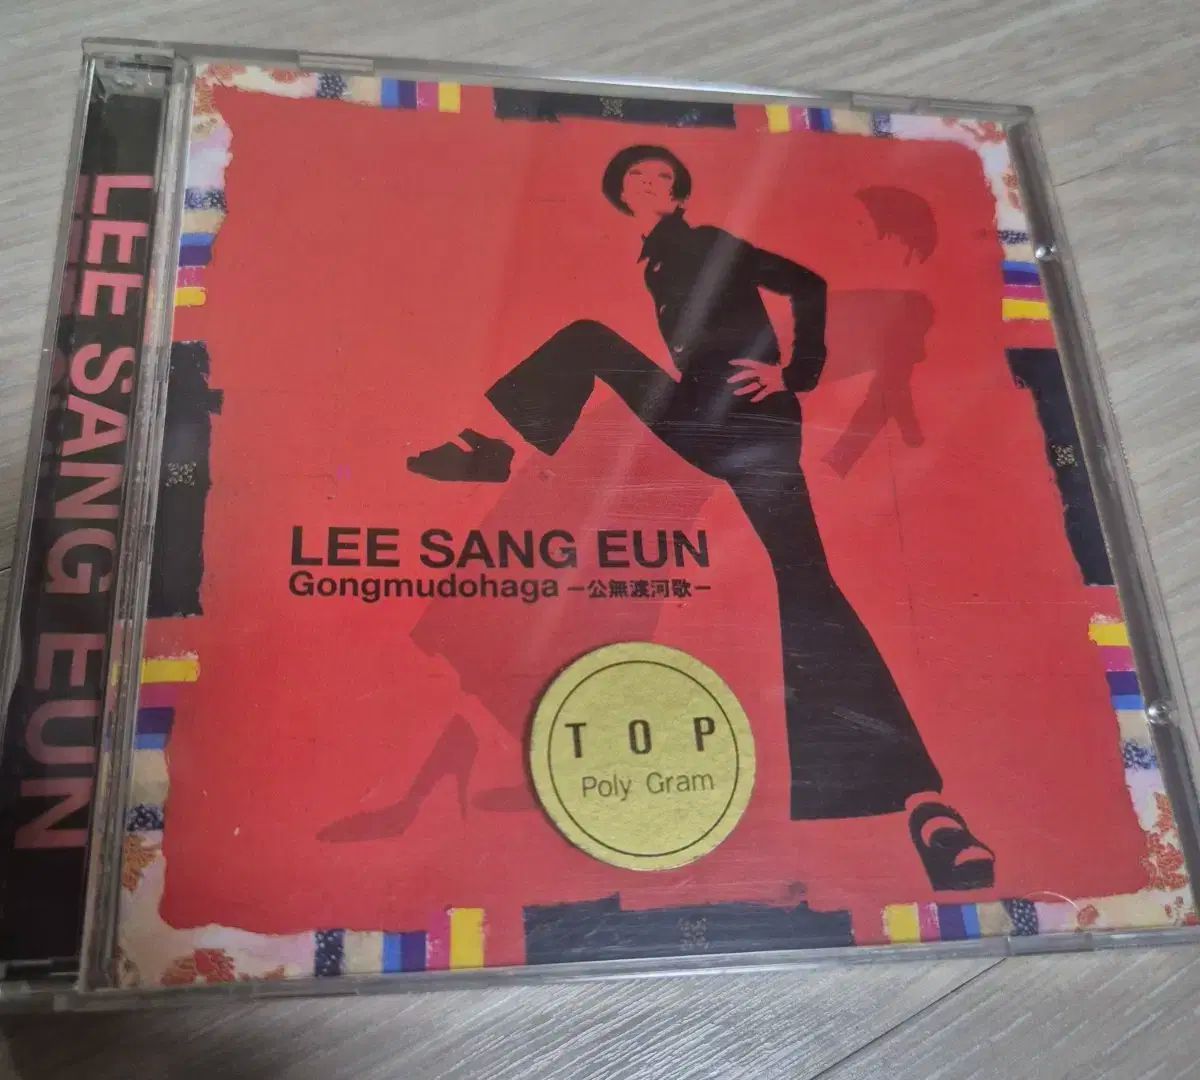 LEE SANG EUN
LEE SANG EUN
Gongmudohaga －公無渡河歌－
TOP
Poly Gram